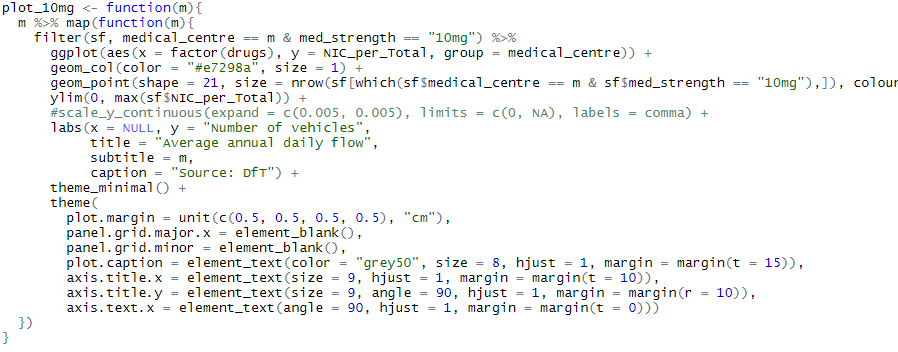 plot_10mg <- function(m){
  m %>% map(function(m){
    filter(sf, medical_centre == m & med_strength == "10mg") %>%
      ggplot(aes(x = factor(drugs), y = NIC_per_Total, group = medical_centre)) +
      geom_col(color = "#e7298a", size = 1) +
      geom_point(shape = 21, size = nrow(sf[which(sf$medical_centre == m & sf$med_strength == "10mg"),]), colour
      ylim(0, max(sf$NIC_per_Total)) +
      #scale_y_continuous(expand = c(0.005, 0.005), limits = c(0, NA), labels = comma) +
      labs(x = NULL, y = "Number of vehicles",
           title = "Average annual daily flow",
           subtitle = m,
           caption = "Source: DfT") +
      theme_minimal() +
      theme(
        plot.margin = unit(c(0.5, 0.5, 0.5, 0.5), "cm"),
        panel.grid.major.x = element_blank(),
        panel.grid.minor = element_blank(),
        plot.caption = element_text(color = "grey50", size = 8, hjust = 1, margin = margin(t = 15)),
        axis.title.x = element_text(size = 9, hjust = 1, margin = margin(t = 10)),
        axis.title.y = element_text(size = 9, angle = 90, hjust = 1, margin = margin(r = 10)),
        axis.text.x = element_text(angle = 90, hjust = 1, margin = margin(t = 0)))
  })
}